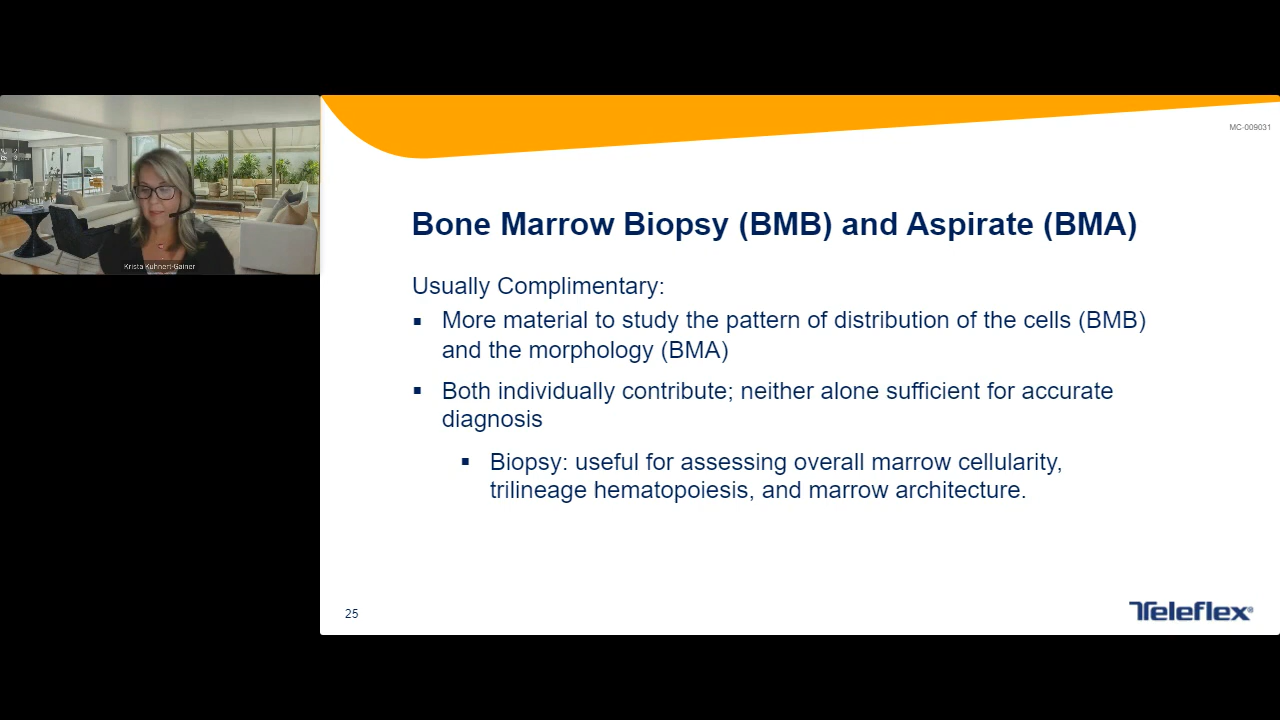 Krista Kuhnert-Gainer
MC-009031
Bone Marrow Biopsy (BMB) and Aspirate (BMA)
Usually Complimentary:
▪ More material to study the pattern of distribution of the cells (BMB)
and the morphology (BMA)
▪ Both individually contribute; neither alone sufficient for accurate
diagnosis
▪ Biopsy: useful for assessing overall marrow cellularity,
trilineage hematopoiesis, and marrow architecture.
25
Teleflex®